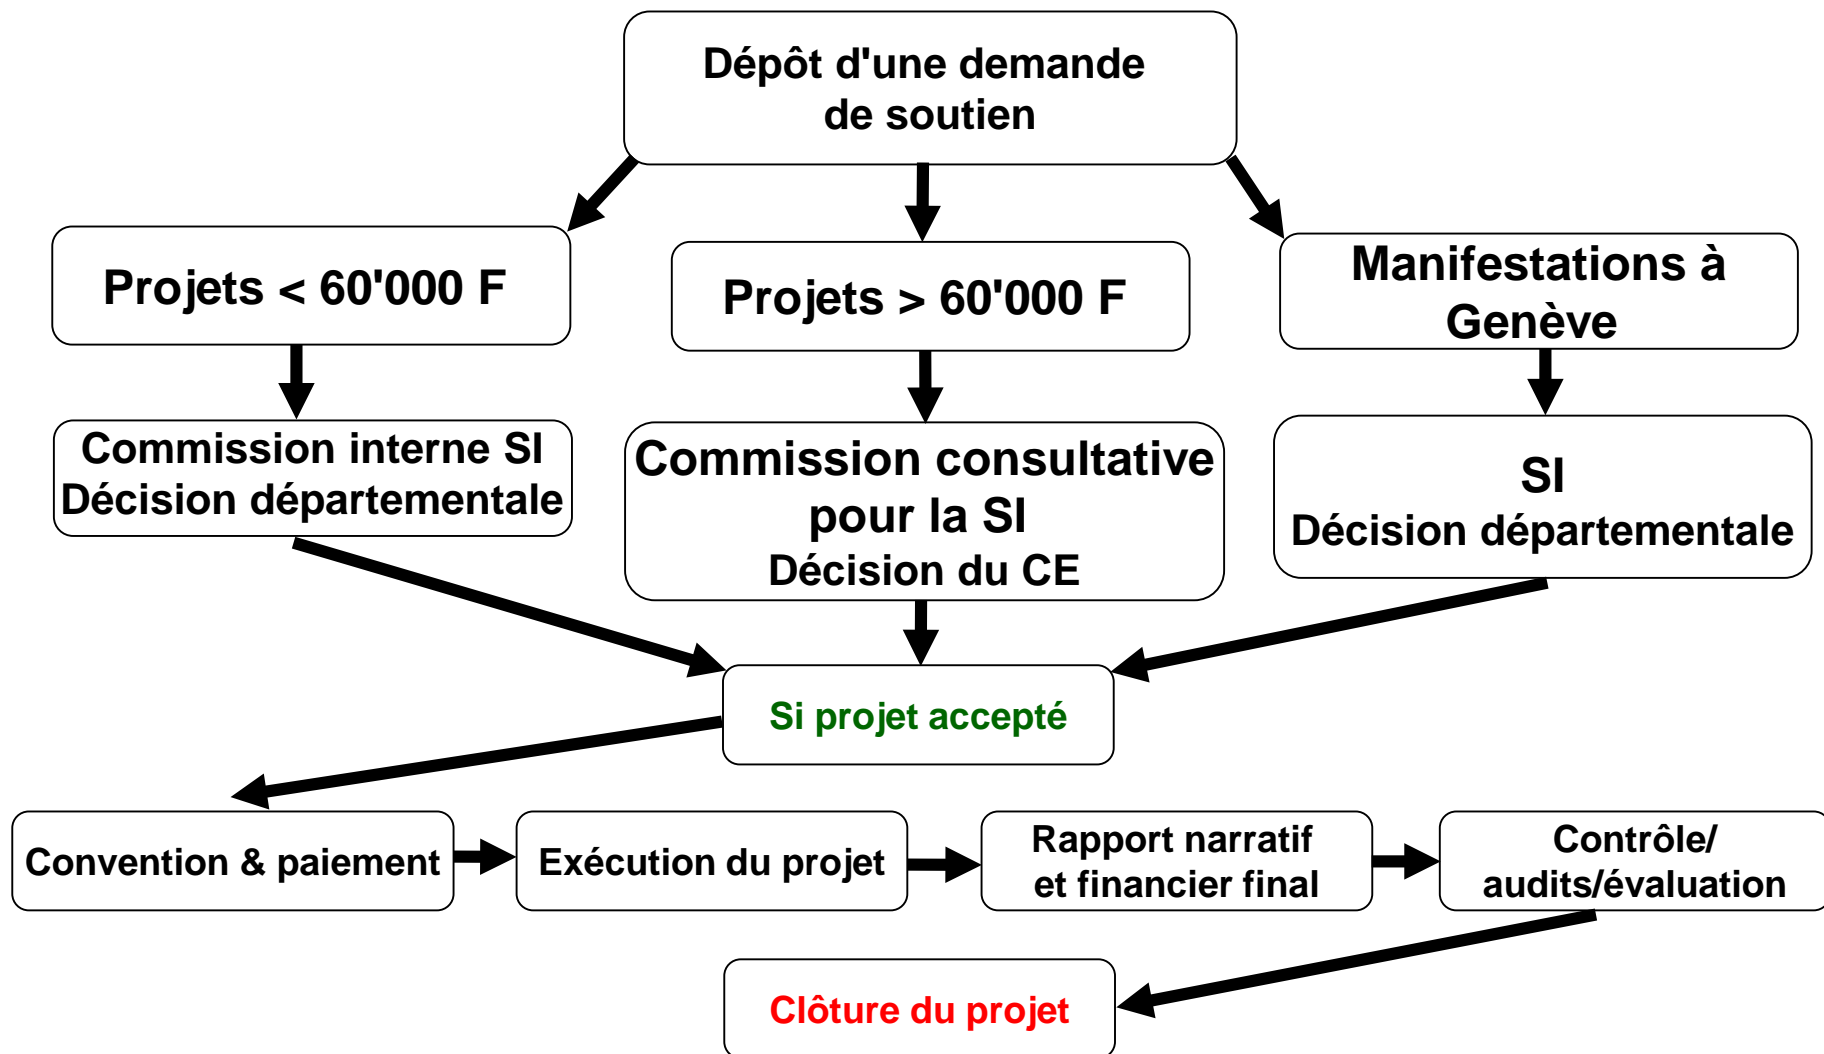 Dépôt d'une demande
de soutien
Projets < 60'000 F
Projets > 60'000 F
Manifestations à
Genève
Commission interne SI
Décision départementale
Commission consultative
pour la SI
Décision du CE
SI
Décision départementale
Si projet accepté
Convention & paiement
Exécution du projet
Rapport narratif
et financier final
Contrôle/
audits/évaluation
Clôture du projet